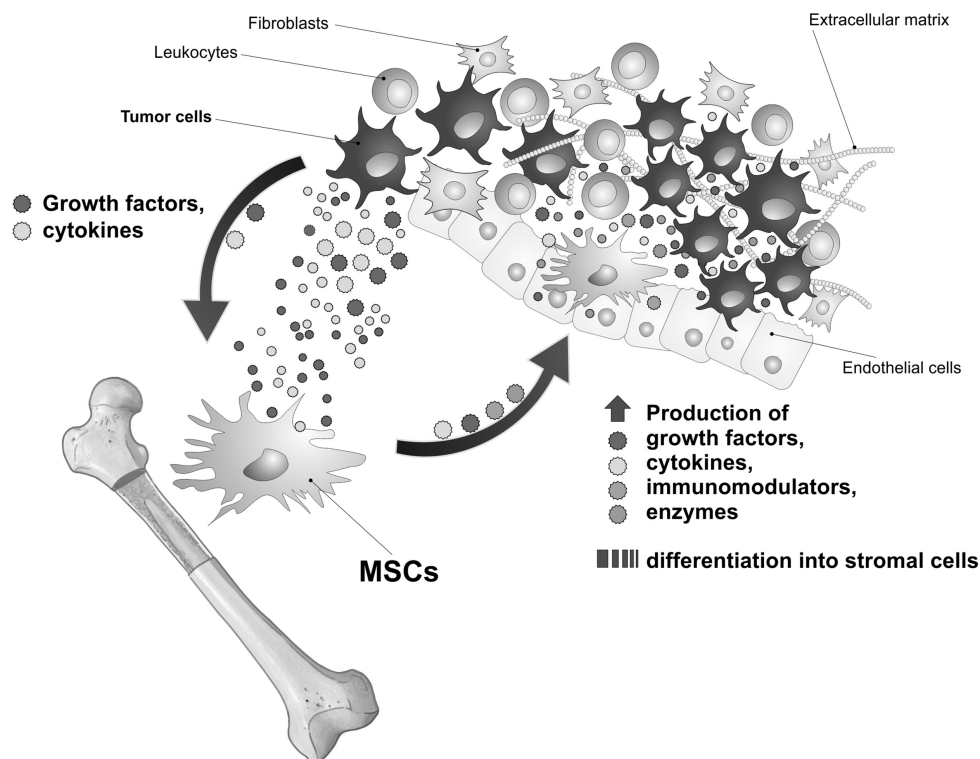 Fibroblasts
Leukocytes
Tumor cells
Extracellular matrix
Growth factors,
cytokines
Endothelial cells
Production of
growth factors,
cytokines,
immunomodulators,
enzymes
differentiation into stromal cells
MSCs